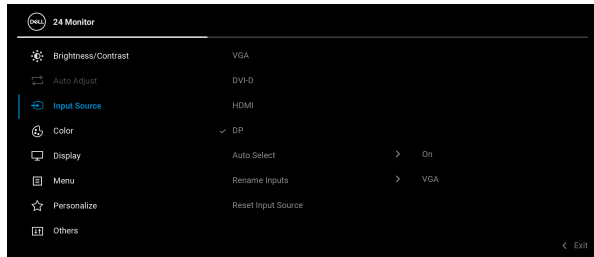 DELL 24 Monitor
Brightness/Contrast VGA
Auto Adjust DVI-D
Input Source HDMI
Color DP
Display Auto Select On
Menu Rename Inputs VGA
Personalize Reset Input Source
Others
Exit